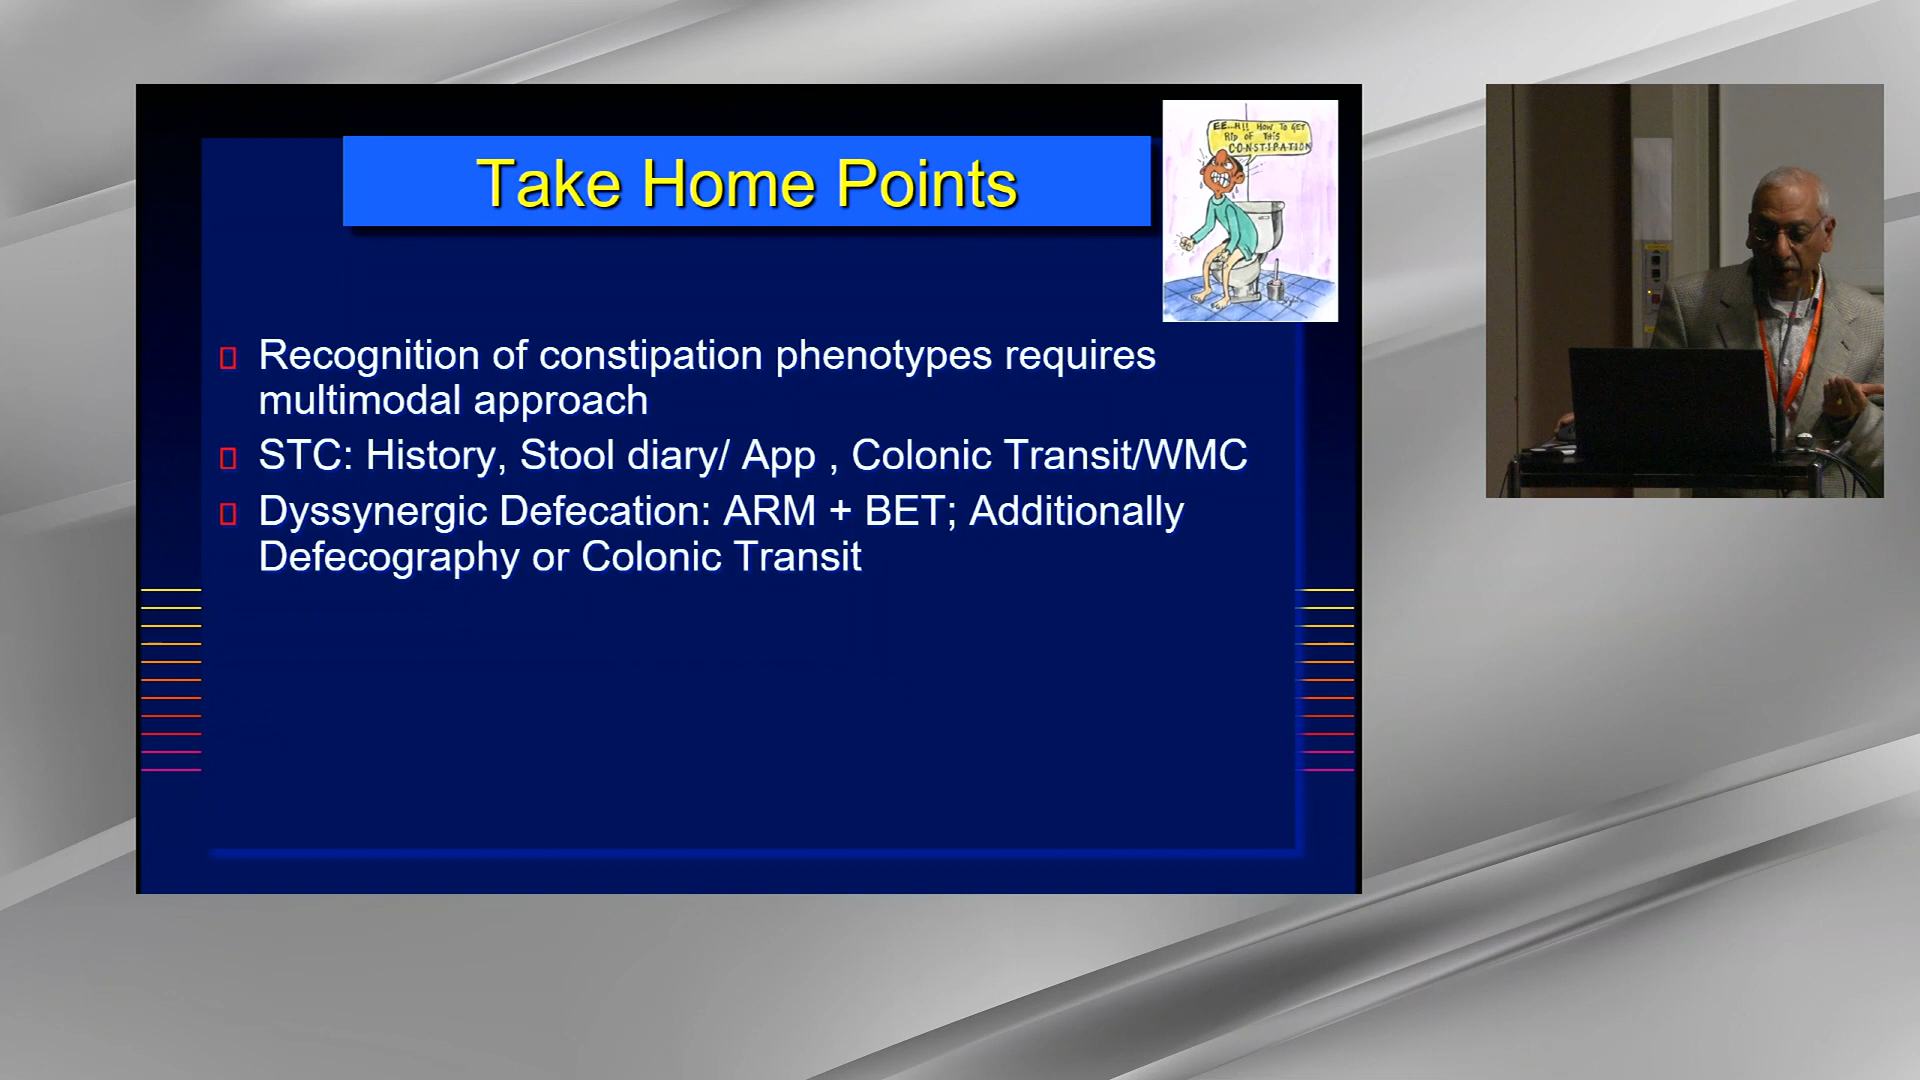 Take Home Points
EE..H!! HOW TO GET
RID OF THIS
CONSTIPATION
Recognition of constipation phenotypes requires
multimodal approach
STC: History, Stool diary/ App , Colonic Transit/WMC
Dyssynergic Defecation: ARM + BET; Additionally
Defecography or Colonic Transit